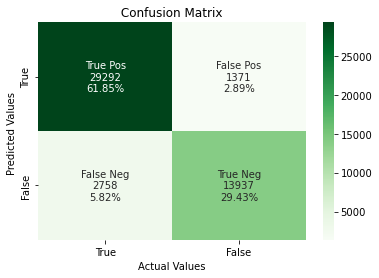 Confusion Matrix
True Pos
29292
61.85%
False Pos
1371
2.89%
False Neg
2758
5.82%
True Neg
13937
29.43%
Predicted Values
True
False
True
False
Actual Values
25000
20000
15000
10000
5000